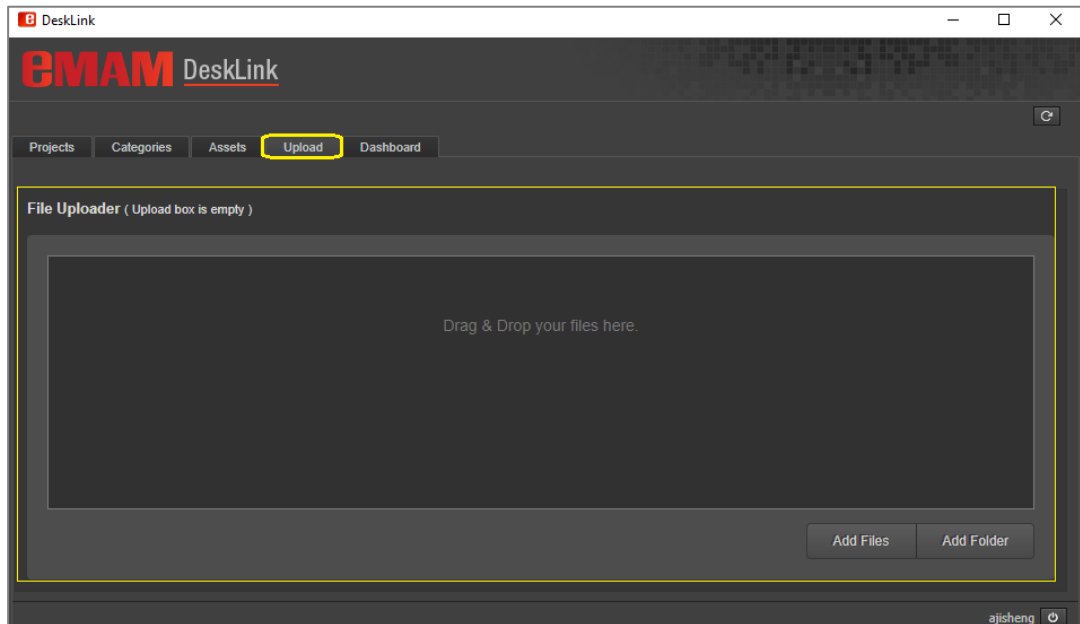 DeskLink
eMAM DeskLink
Projects Categories Assets Upload Dashboard
File Uploader ( Upload box is empty )
Drag & Drop your files here.
Add Files Add Folder
ajisheng